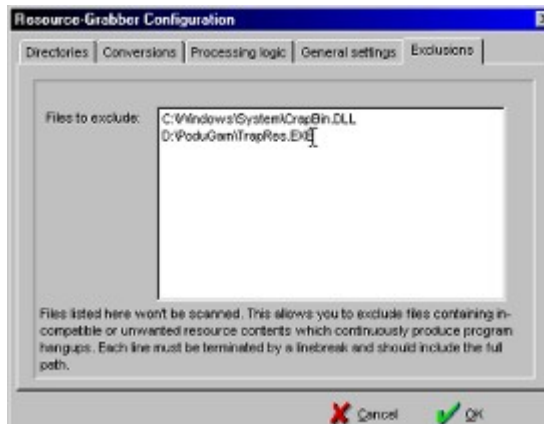 Resource-Grabber Configuration
Directories Conversions Processing logic General settings Exclusions
Files to exclude:
C:\Windows\System\CrapBin.DLL
D:\PoduGam\TrapRes.EXE
Files listed here won't be scanned. This allows you to exclude files containing in-
compatible or unwanted resource contents which continuously produce program
hangups. Each line must be terminated by a linebreak and should include the full
path.
Cancel OK